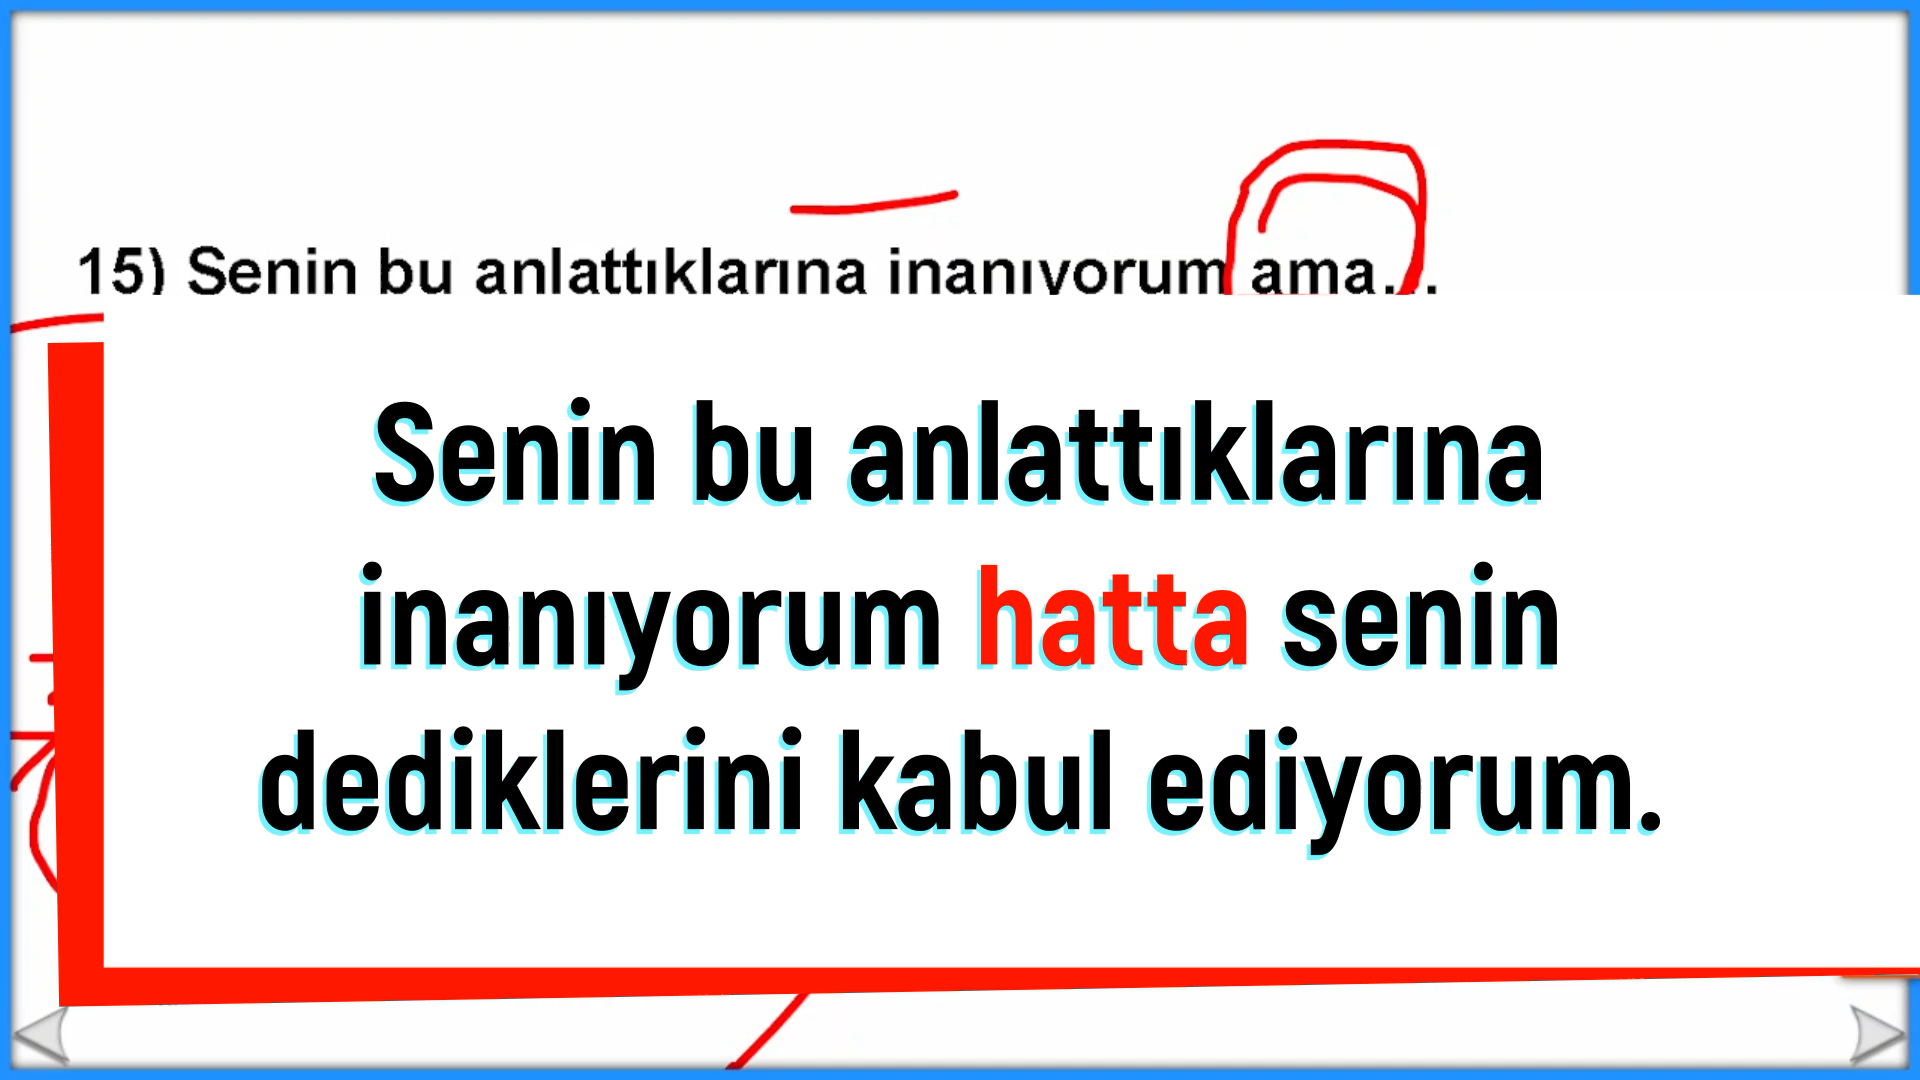 15) Senin bu anlattıklarına inanıyorum ama...
Senin bu anlattıklarına
inanıyorum hatta senin
dediklerini kabul ediyorum.